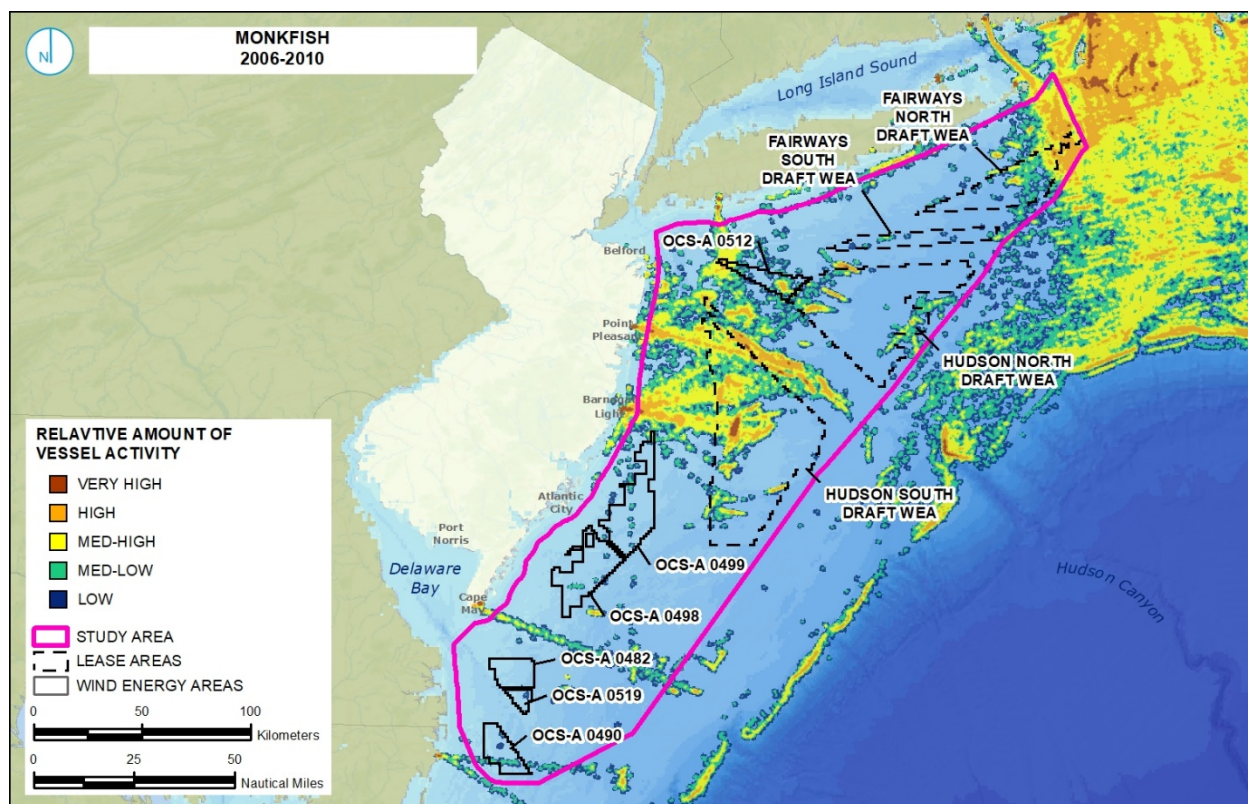 N
MONKFISH
2006-2010
Long Island Sound
FAIRWAYS
NORTH
DRAFT WEA
FAIRWAYS
SOUTH
DRAFT WEA
OCS-A 0512
Belford
Point
Pleasant
HUDSON NORTH
DRAFT WEA
Barnegat
Light
HUDSON SOUTH
DRAFT WEA
Atlantic
City
Port
Norris
OCS-A 0499
Delaware
Bay
Hudson Canyon
Cape
May
OCS-A 0498
OCS-A 0482
OCS-A 0519
OCS-A 0490
RELAVTIVE AMOUNT OF
VESSEL ACTIVITY
VERY HIGH
HIGH
MED-HIGH
MED-LOW
LOW
STUDY AREA
LEASE AREAS
WIND ENERGY AREAS
0 50 100
Kilometers
0 25 50
Nautical Miles